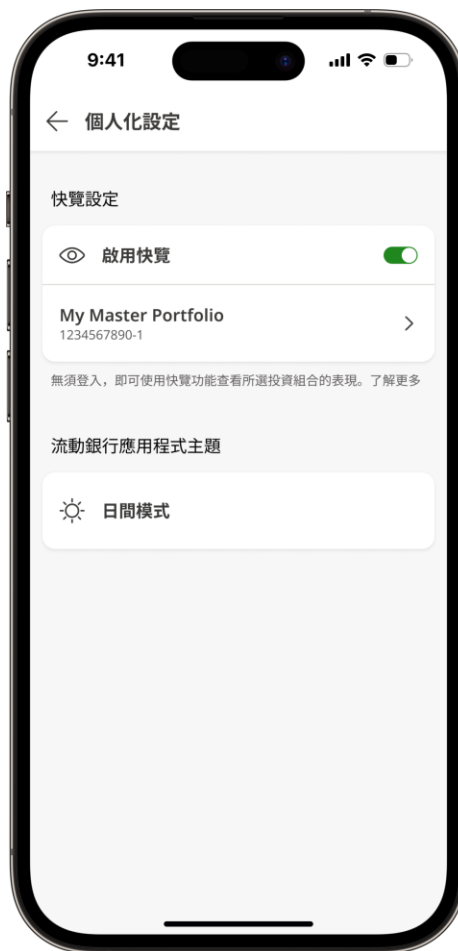 9:41
個人化設定
快覽設定
啟用快覽
My Master Portfolio
1234567890-1
無須登入，即可使用快覽功能查看所選投資組合的表現。了解更多
流動銀行應用程式主題
日間模式